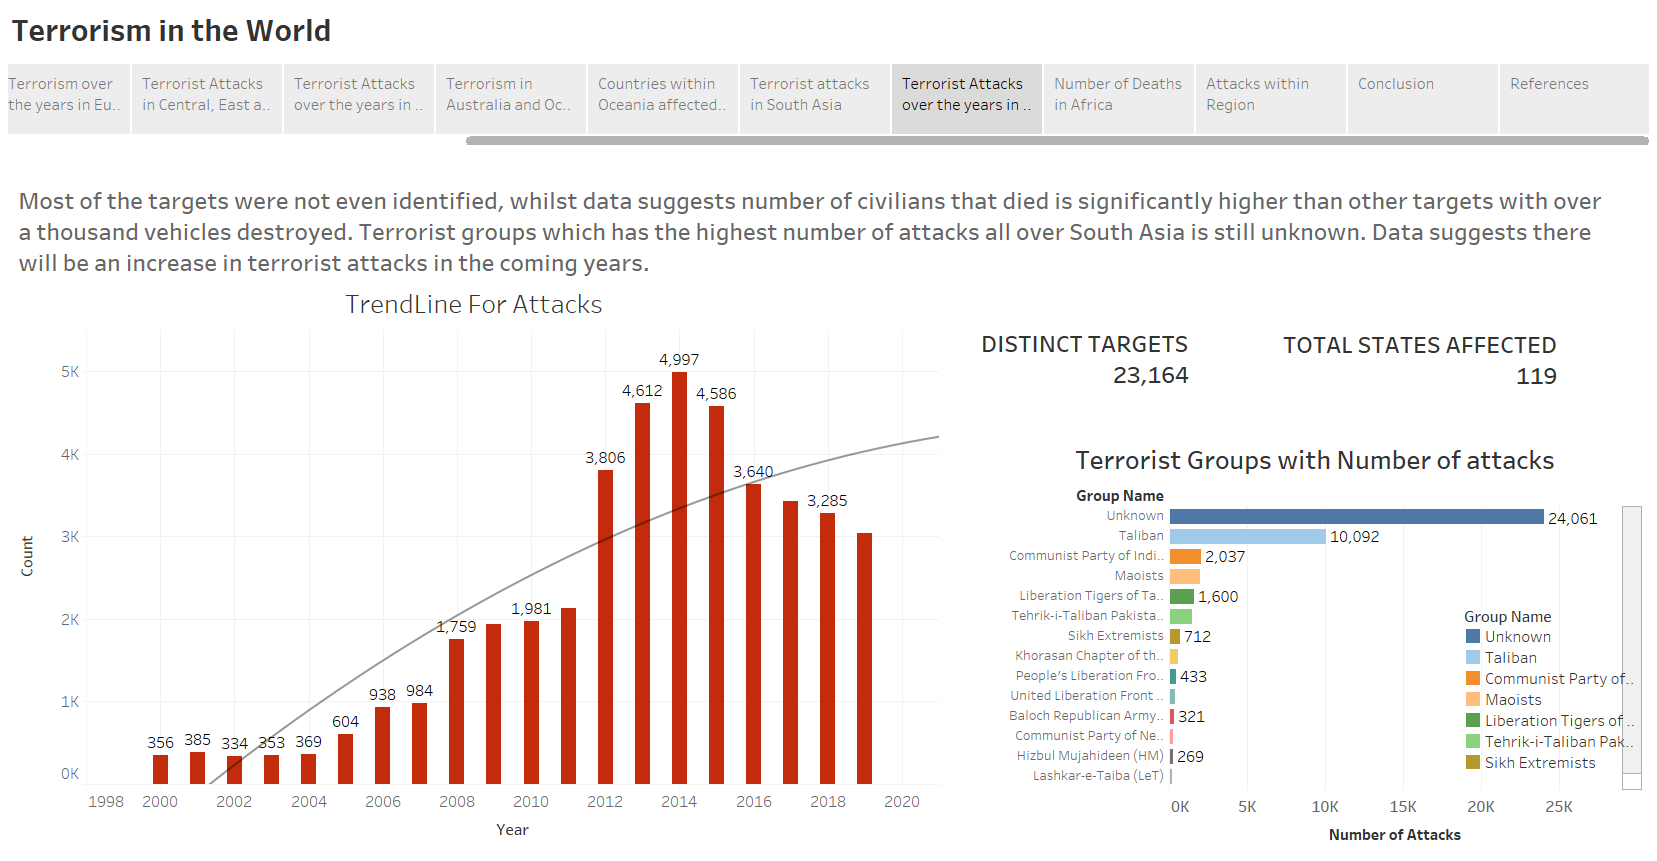 Terrorism in the World
Terrorism over
the years in Eu..
Terrorist Attacks
in Central, East a..
Terrorist Attacks
over the years in ..
Terrorism in
Australia and Oc..
Countries within
Oceania affected..
Terrorist attacks
in South Asia
Terrorist Attacks
over the years in ..
Number of Deaths
in Africa
Attacks within
Region
Conclusion
References
Most of the targets were not even identified, whilst data suggests number of civilians that died is significantly higher than other targets with over
a thousand vehicles destroyed. Terrorist groups which has the highest number of attacks all over South Asia is still unknown. Data suggests there
will be an increase in terrorist attacks in the coming years.
TrendLine For Attacks
5K
4K
3K
2K
1K
0K
Count
356
385
334
353
369
604
938
984
1,759
1,981
3,806
4,612
4,997
4,586
3,640
3,285
1998
2000
2002
2004
2006
2008
2010
2012
2014
2016
2018
2020
Year
DISTINCT TARGETS
23,164
TOTAL STATES AFFECTED
119
Terrorist Groups with Number of attacks
Group Name
Unknown 24,061
Taliban 10,092
Communist Party of Indi.. 2,037
Maoists
Liberation Tigers of Ta.. 1,600
Tehrik-i-Taliban Pakista..
Sikh Extremists 712
Khorasan Chapter of th..
People's Liberation Fro.. 433
United Liberation Front ..
Baloch Republican Army.. 321
Communist Party of Ne..
Hizbul Mujahideen (HM) 269
Lashkar-e-Taiba (LeT)
0K
5K
10K
15K
20K
25K
Number of Attacks
Group Name
Unknown
Taliban
Communist Party of..
Maoists
Liberation Tigers of ..
Tehrik-i-Taliban Pak..
Sikh Extremists